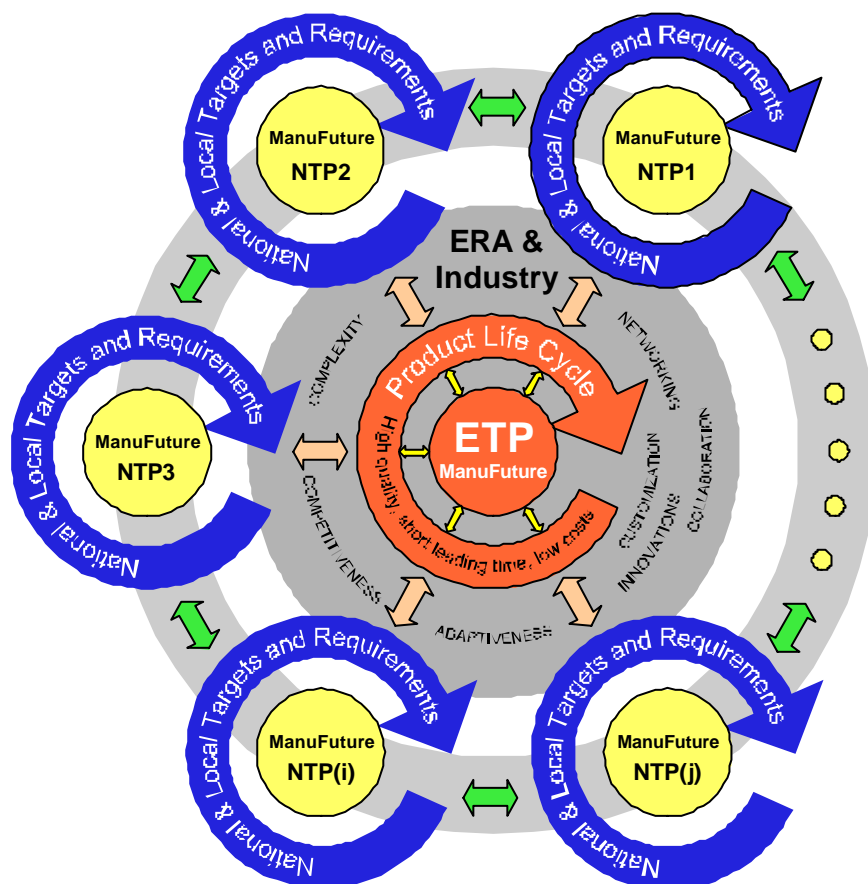 National & Local Targets and Requirements
ManuFuture
NTP2
National & Local Targets and Requirements
ManuFuture
NTP1
ERA &
Industry
COMPLEXITY
NETWORKING
National & Local Targets and Requirements
ManuFuture
NTP3
Product Life Cycle
High quality, short leading time, low costs
ETP
ManuFuture
COMPETITIVENESS
ADAPTIVENESS
CUSTOMIZATION
INNOVATIONS
COLLABORATION
National & Local Targets and Requirements
ManuFuture
NTP(i)
National & Local Targets and Requirements
ManuFuture
NTP(j)